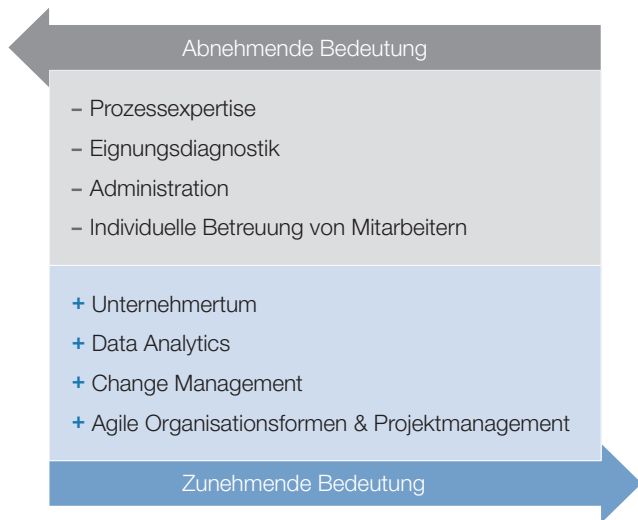 Abnehmende Bedeutung
– Prozessexpertise
– Eignungsdiagnostik
– Administration
– Individuelle Betreuung von Mitarbeitern
+ Unternehmertum
+ Data Analytics
+ Change Management
+ Agile Organisationsformen & Projektmanagement
Zunehmende Bedeutung